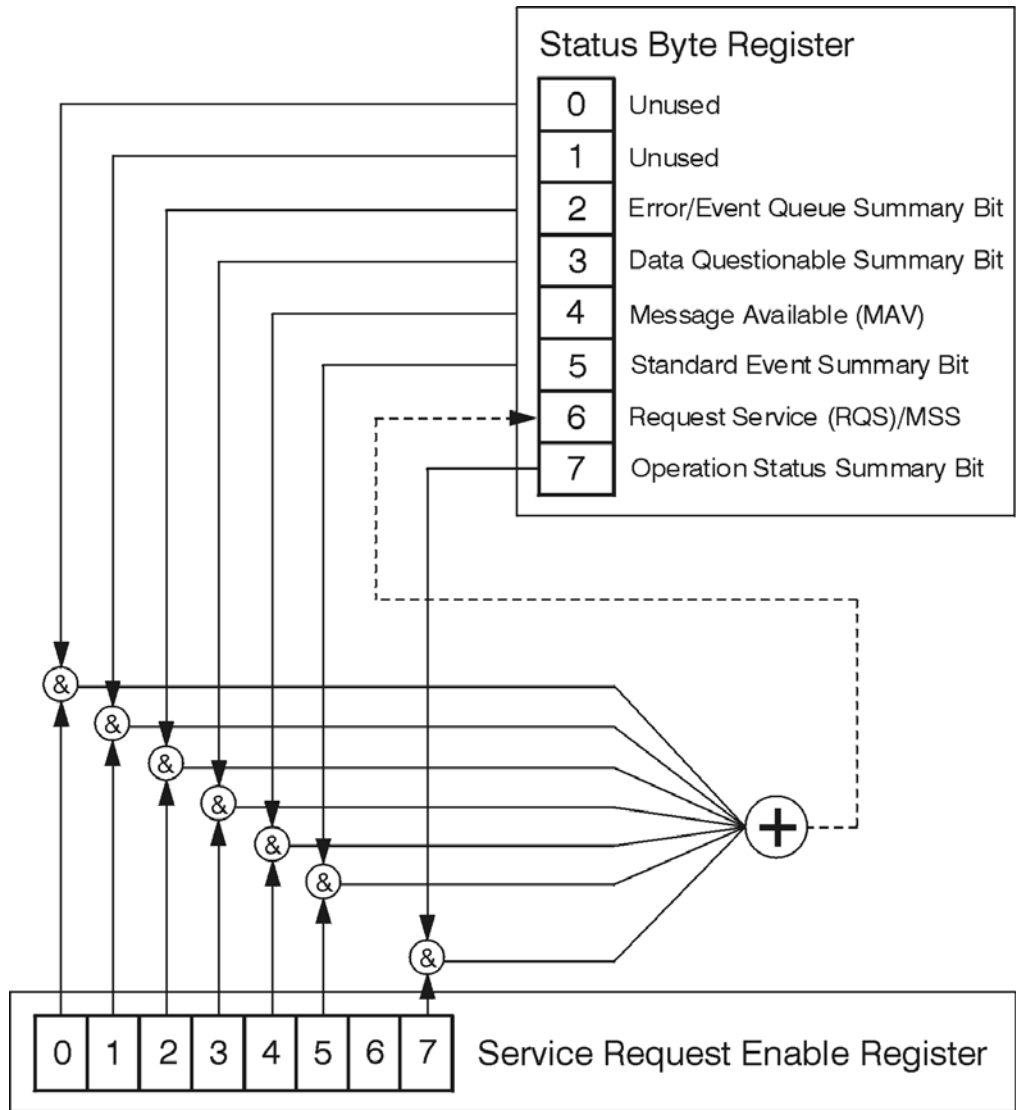 Status Byte Register
0 Unused
1 Unused
2 Error/Event Queue Summary Bit
3 Data Questionable Summary Bit
4 Message Available (MAV)
5 Standard Event Summary Bit
6 Request Service (RQS)/MSS
7 Operation Status Summary Bit
&
&
&
&
&
&
&
+
0 1 2 3 4 5 6 7 Service Request Enable Register